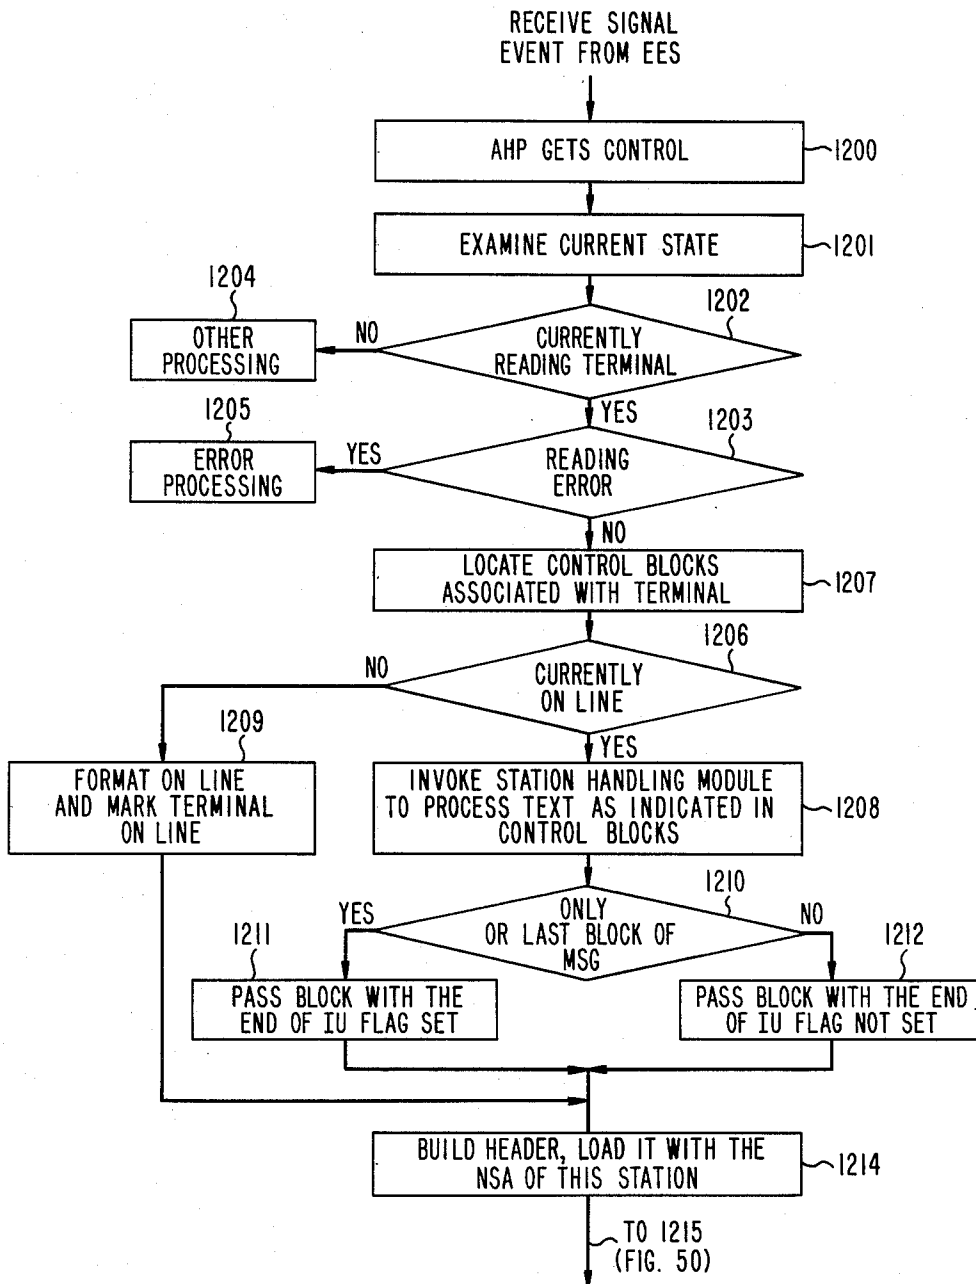 RECEIVE SIGNAL
EVENT FROM EES
AHP GETS CONTROL
1200
EXAMINE CURRENT STATE
1201
1204
1202
OTHER
PROCESSING
NO
CURRENTLY
READING TERMINAL
1205
YES
1203
ERROR
PROCESSING
YES
READING
ERROR
NO
LOCATE CONTROL BLOCKS
ASSOCIATED WITH TERMINAL
1207
1206
NO
CURRENTLY
ON LINE
1209
YES
FORMAT ON LINE
AND MARK TERMINAL
ON LINE
INVOKE STATION HANDLING MODULE
TO PROCESS TEXT AS INDICATED IN
CONTROL BLOCKS
1208
1210
YES
ONLY
OR LAST BLOCK OF
MSG
NO
1211
1212
PASS BLOCK WITH THE
END OF IU FLAG SET
PASS BLOCK WITH THE END
OF IU FLAG NOT SET
BUILD HEADER, LOAD IT WITH THE
NSA OF THIS STATION
1214
TO 1215
(FIG. 50)